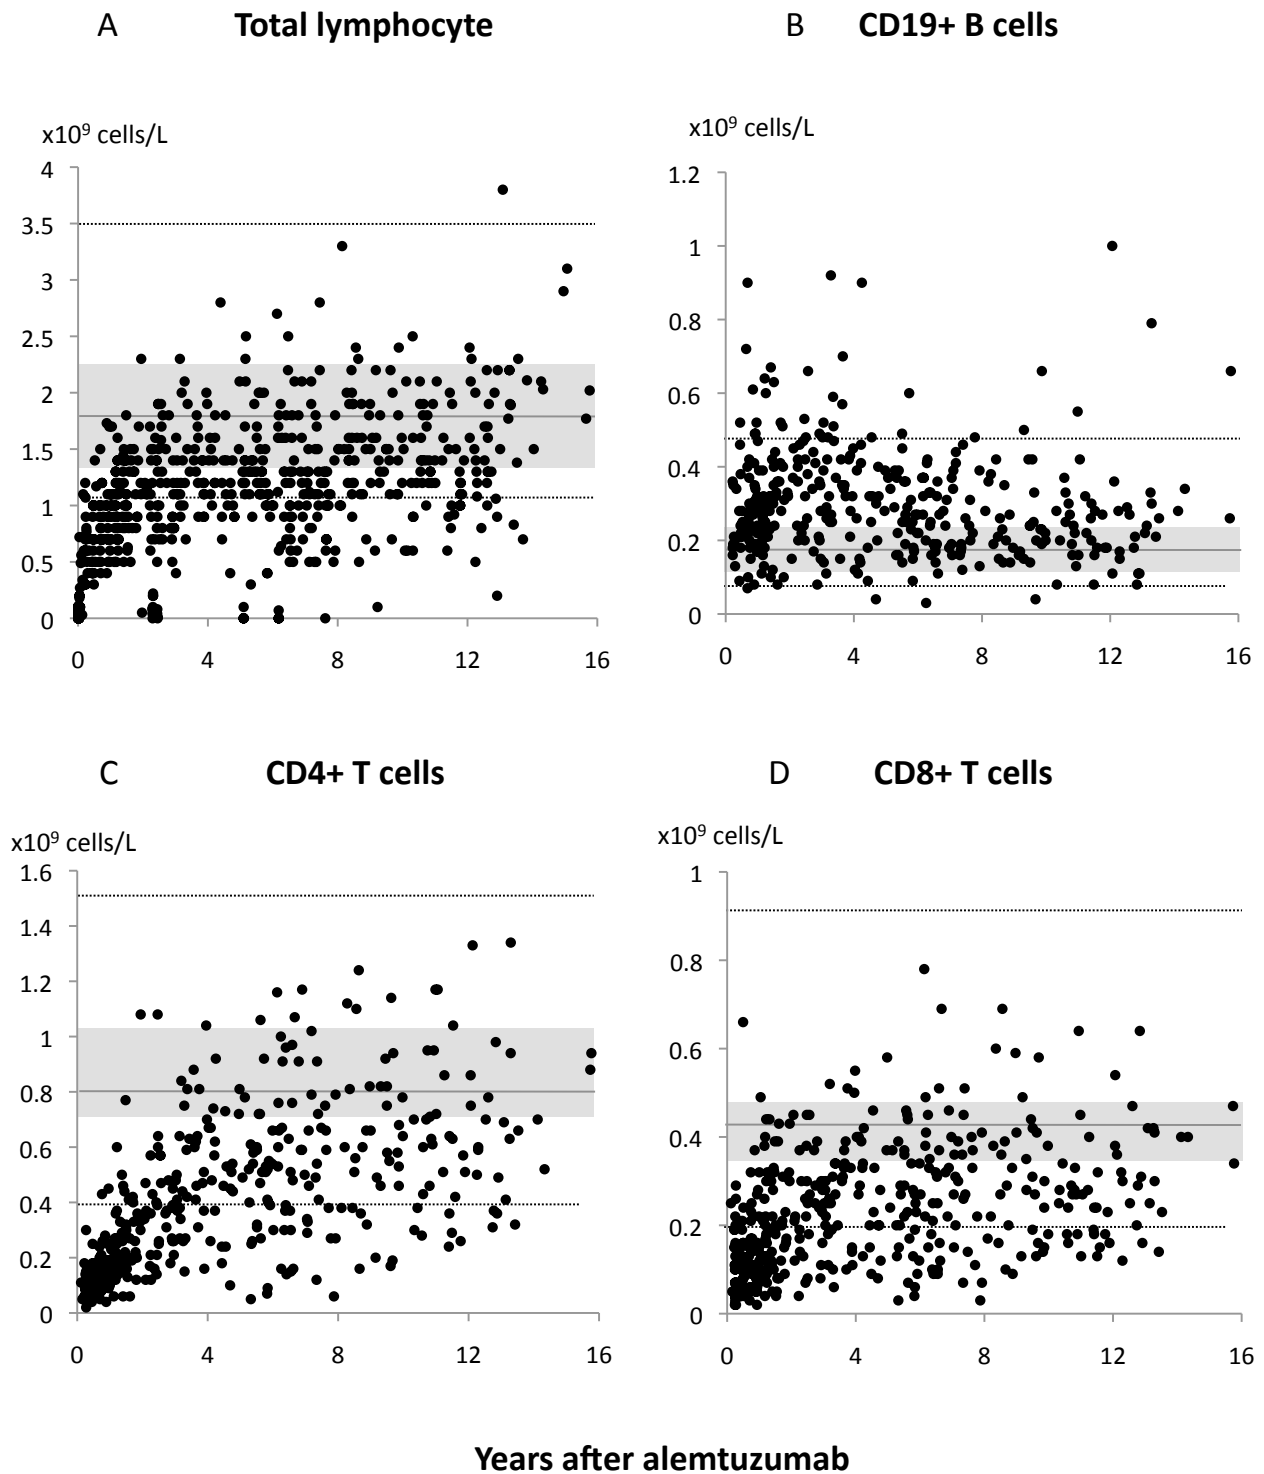 A Total lymphocyte
B CD19+ B cells
x10⁹ cells/L
4
3.5
3
2.5
2
1.5
1
0.5
0
0 4 8 12 16
x10⁹ cells/L
1.2
1
0.8
0.6
0.4
0.2
0
0 4 8 12 16
C CD4+ T cells
D CD8+ T cells
x10⁹ cells/L
1.6
1.4
1.2
1
0.8
0.6
0.4
0.2
0
0 4 8 12 16
x10⁹ cells/L
1
0.8
0.6
0.4
0.2
0
0 4 8 12 16
Years after alemtuzumab